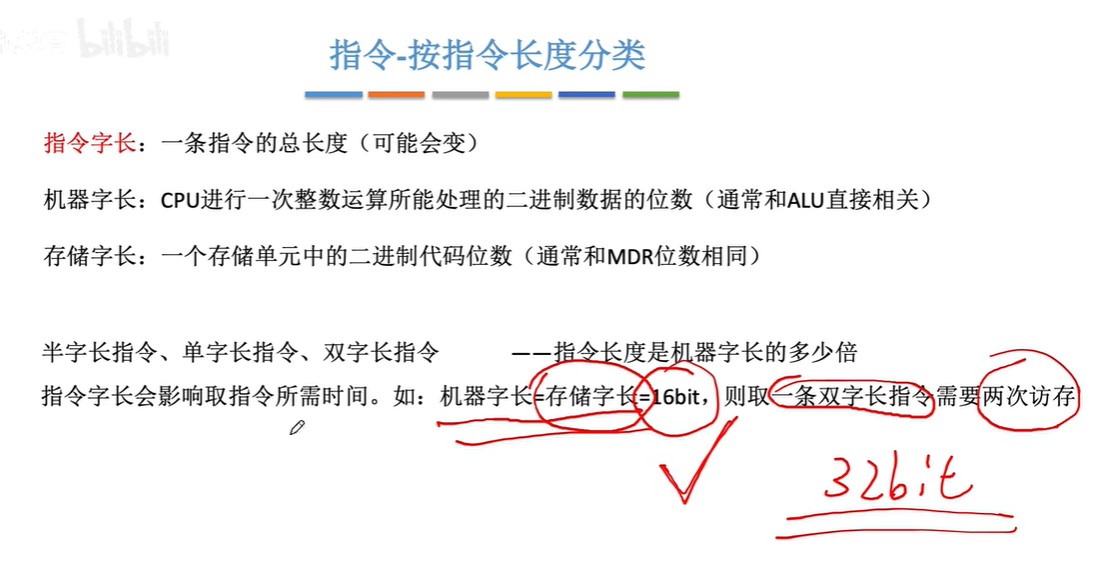 bilibili
指令-按指令长度分类
指令字长：一条指令的总长度（可能会变）
机器字长：CPU进行一次整数运算所能处理的二进制数据的位数（通常和ALU直接相关）
存储字长：一个存储单元中的二进制代码位数（通常和MDR位数相同）
半字长指令、单字长指令、双字长指令 ——指令长度是机器字长的多少倍
指令字长会影响取指令所需时间。如：机器字长=存储字长=16bit，则取一条双字长指令需要两次访存
32bit